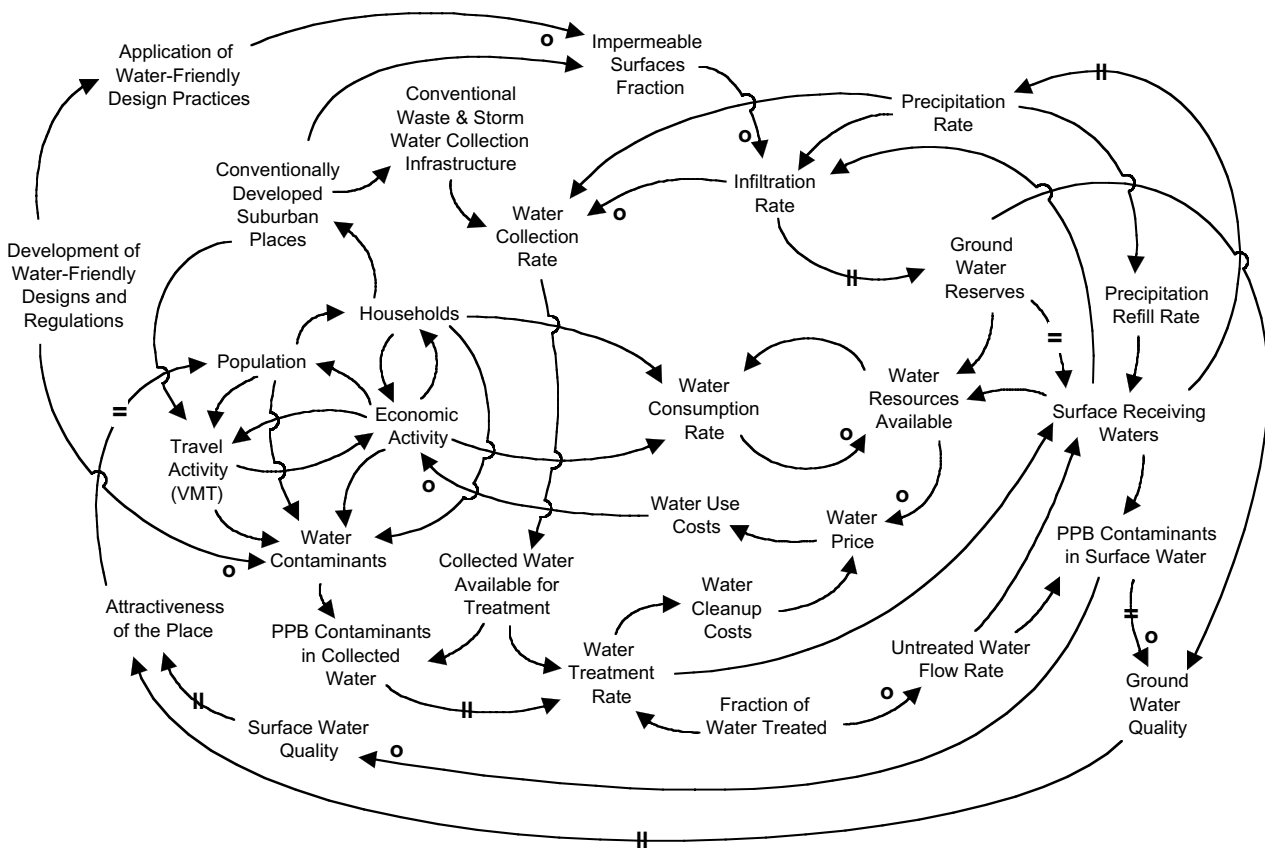 Application of
Water-Friendly
Design Practices
Impermeable
Surfaces
Fraction
Conventional
Waste & Storm
Water Collection
Infrastructure
Precipitation
Rate
Conventionally
Developed
Suburban
Places
Infiltration
Rate
Water
Collection
Rate
Development of
Water-Friendly
Designs and
Regulations
Ground
Water
Reserves
Precipitation
Refill Rate
Households
Population
Water
Consumption
Rate
Water
Resources
Available
Economic
Activity
Surface Receiving
Waters
Travel
Activity
(VMT)
Water Use
Costs
Water
Price
Water
Contaminants
PPB Contaminants
in Surface Water
Collected Water
Available for
Treatment
Water
Cleanup
Costs
Attractiveness
of the Place
PPB Contaminants
in Collected
Water
Water
Treatment
Rate
Untreated Water
Flow Rate
Ground
Water
Quality
Fraction of
Water Treated
Surface Water
Quality
o
o
o
o
o
o
o
o
o
o